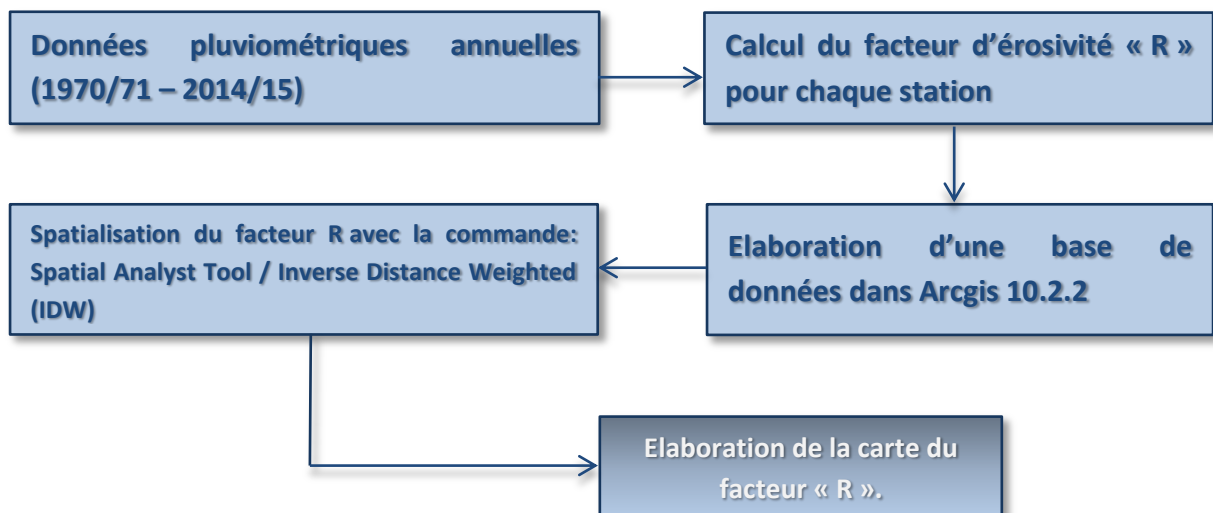 Données pluviométriques annuelles
(1970/71 – 2014/15)
Calcul du facteur d’érosivité « R »
pour chaque station
Elaboration d’une base de
données dans Arcgis 10.2.2
Spatialisation du facteur R avec la commande:
Spatial Analyst Tool / Inverse Distance Weighted
(IDW)
Elaboration de la carte du
facteur « R ».